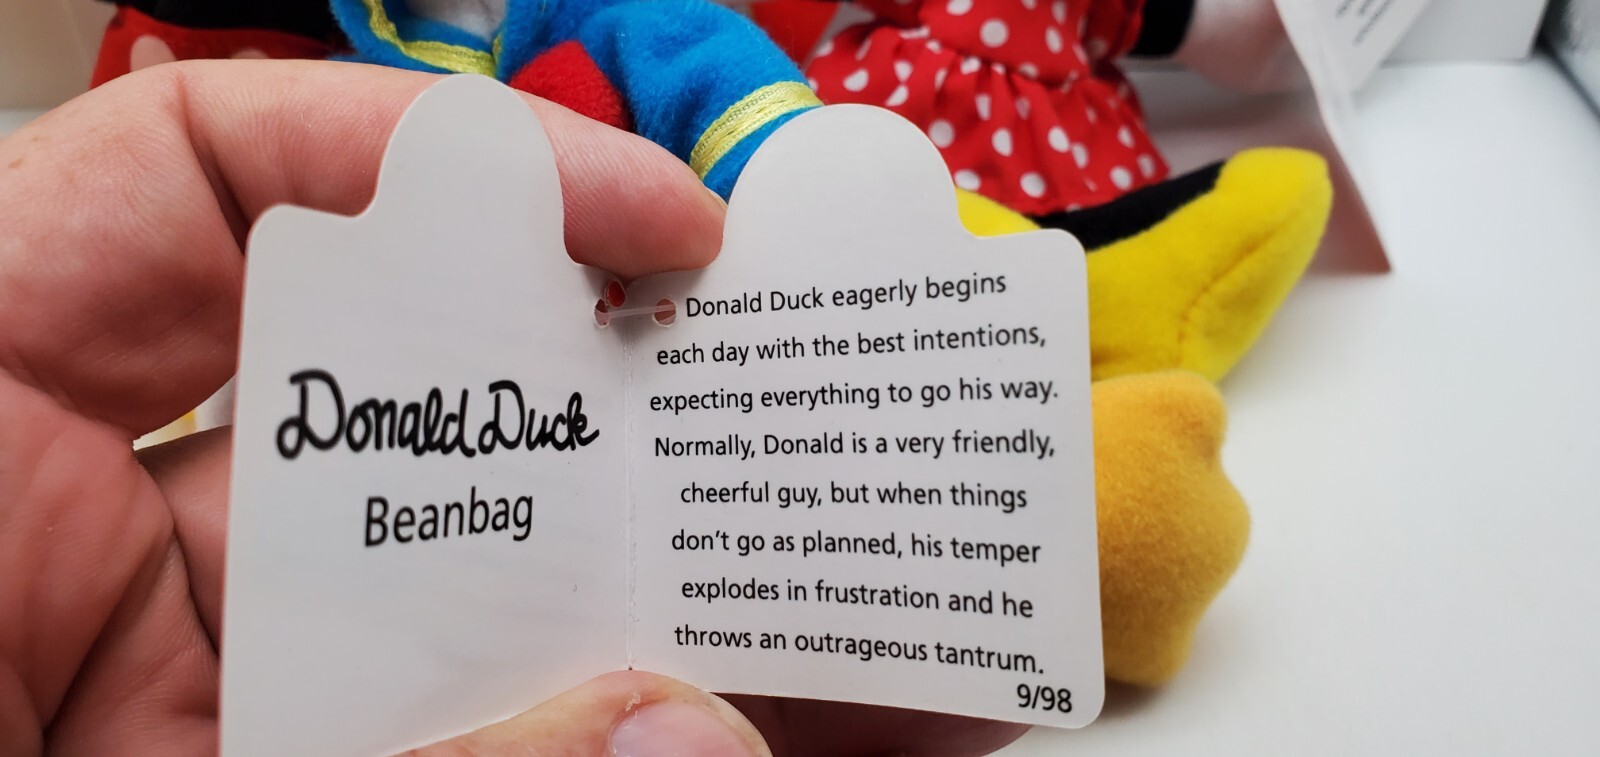 Donald Duck
Beanbag
Donald Duck eagerly begins
each day with the best intentions,
expecting everything to go his way.
Normally, Donald is a very friendly,
cheerful guy, but when things
don't go as planned, his temper
explodes in frustration and he
throws an outrageous tantrum.
9/98